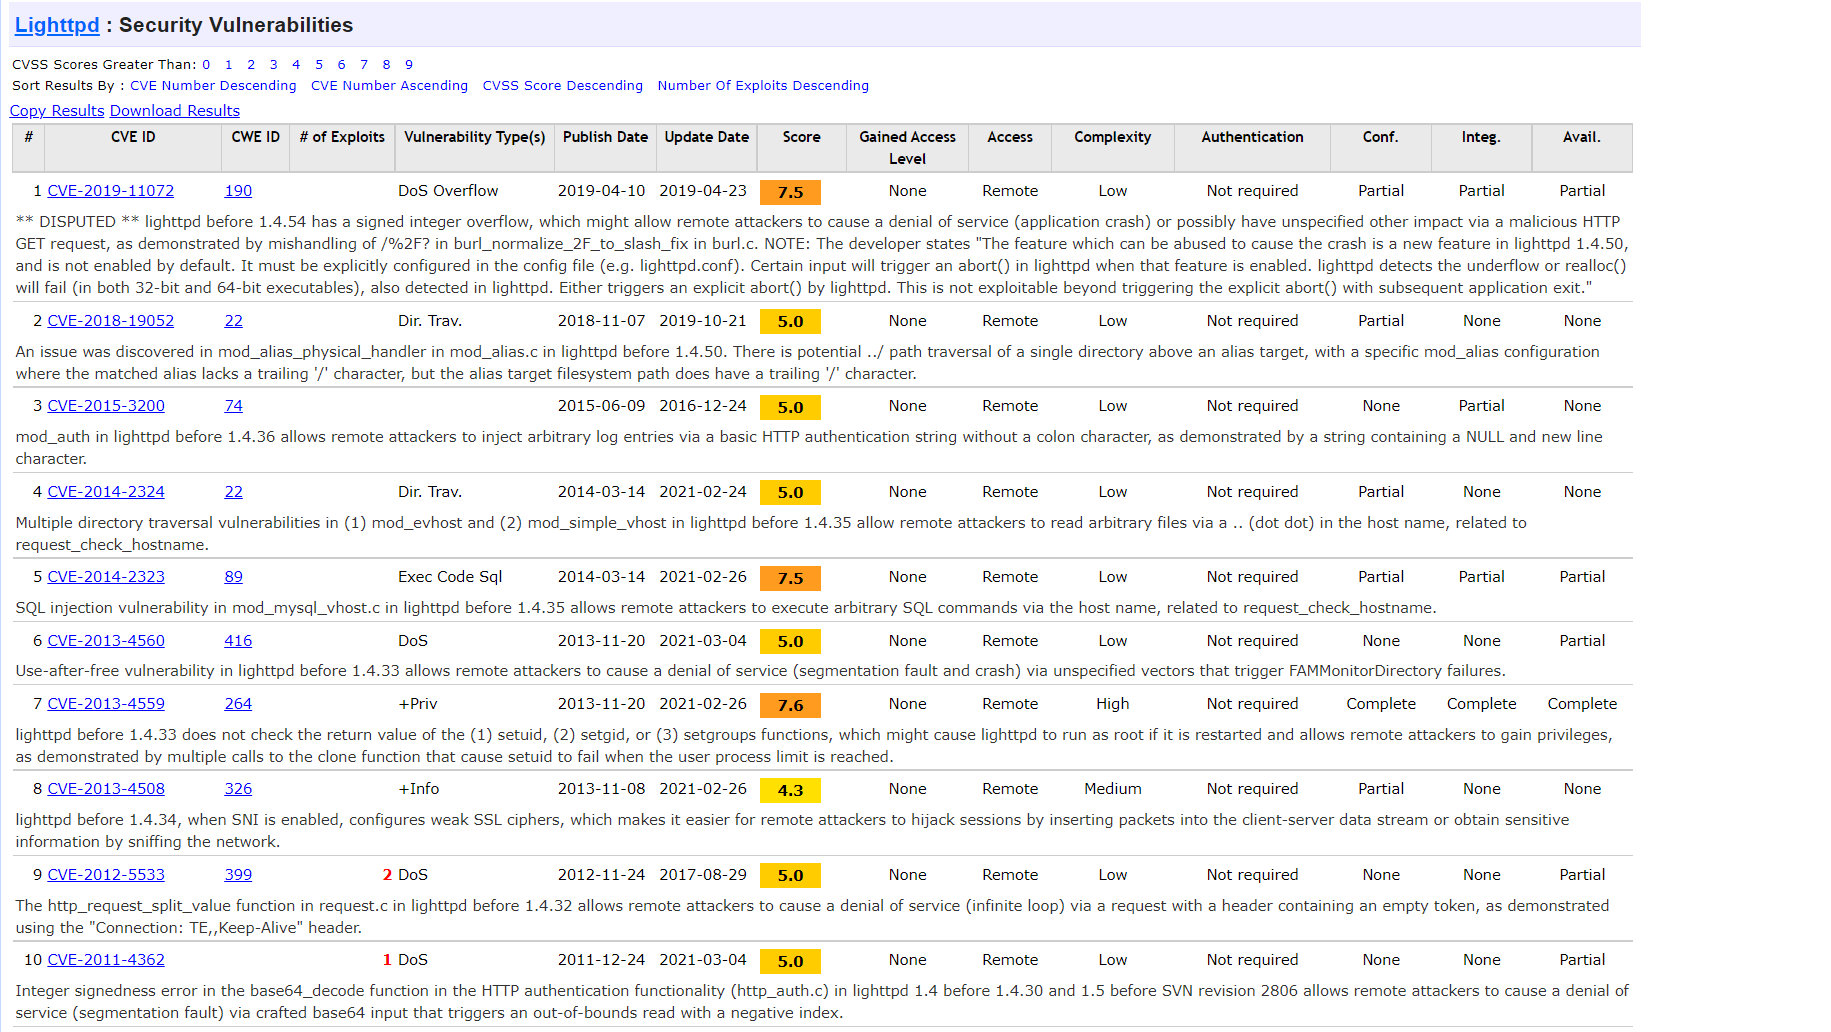 Lighttpd : Security Vulnerabilities
CVSS Scores Greater Than: 0 1 2 3 4 5 6 7 8 9
Sort Results By : CVE Number Descending CVE Number Ascending CVSS Score Descending Number Of Exploits Descending
Copy Results Download Results
# CVE ID CWE ID # of Exploits Vulnerability Type(s) Publish Date Update Date Score Gained Access Level Access Complexity Authentication Conf. Integ. Avail.
1 CVE-2019-11072 190 DoS Overflow 2019-04-10 2019-04-23 7.5 None Remote Low Not required Partial Partial Partial
** DISPUTED ** lighttpd before 1.4.54 has a signed integer overflow, which might allow remote attackers to cause a denial of service (application crash) or possibly have unspecified other impact via a malicious HTTP
GET request, as demonstrated by mishandling of /%2F? in burl_normalize_2F_to_slash_fix in burl.c. NOTE: The developer states "The feature which can be abused to cause the crash is a new feature in lighttpd 1.4.50,
and is not enabled by default. It must be explicitly configured in the config file (e.g. lighttpd.conf). Certain input will trigger an abort() in lighttpd when that feature is enabled. lighttpd detects the underflow or realloc()
will fail (in both 32-bit and 64-bit executables), also detected in lighttpd. Either triggers an explicit abort() by lighttpd. This is not exploitable beyond triggering the explicit abort() with subsequent application exit."
2 CVE-2018-19052 22 Dir. Trav. 2018-11-07 2019-10-21 5.0 None Remote Low Not required Partial None None
An issue was discovered in mod_alias_physical_handler in mod_alias.c in lighttpd before 1.4.50. There is potential ../ path traversal of a single directory above an alias target, with a specific mod_alias configuration
where the matched alias lacks a trailing '/' character, but the alias target filesystem path does have a trailing '/' character.
3 CVE-2015-3200 74 2015-06-09 2016-12-24 5.0 None Remote Low Not required None Partial None
mod_auth in lighttpd before 1.4.36 allows remote attackers to inject arbitrary log entries via a basic HTTP authentication string without a colon character, as demonstrated by a string containing a NULL and new line
character.
4 CVE-2014-2324 22 Dir. Trav. 2014-03-14 2021-02-24 5.0 None Remote Low Not required Partial None None
Multiple directory traversal vulnerabilities in (1) mod_evhost and (2) mod_simple_vhost in lighttpd before 1.4.35 allow remote attackers to read arbitrary files via a .. (dot dot) in the host name, related to
request_check_hostname.
5 CVE-2014-2323 89 Exec Code Sql 2014-03-14 2021-02-26 7.5 None Remote Low Not required Partial Partial Partial
SQL injection vulnerability in mod_mysql_vhost.c in lighttpd before 1.4.35 allows remote attackers to execute arbitrary SQL commands via the host name, related to request_check_hostname.
6 CVE-2013-4560 416 DoS 2013-11-20 2021-03-04 5.0 None Remote Low Not required None None Partial
Use-after-free vulnerability in lighttpd before 1.4.33 allows remote attackers to cause a denial of service (segmentation fault and crash) via unspecified vectors that trigger FAMMonitorDirectory failures.
7 CVE-2013-4559 264 +Priv 2013-11-20 2021-02-26 7.6 None Remote High Not required Complete Complete Complete
lighttpd before 1.4.33 does not check the return value of the (1) setuid, (2) setgid, or (3) setgroups functions, which might cause lighttpd to run as root if it is restarted and allows remote attackers to gain privileges,
as demonstrated by multiple calls to the clone function that cause setuid to fail when the user process limit is reached.
8 CVE-2013-4508 326 +Info 2013-11-08 2021-02-26 4.3 None Remote Medium Not required Partial None None
lighttpd before 1.4.34, when SNI is enabled, configures weak SSL ciphers, which makes it easier for remote attackers to hijack sessions by inserting packets into the client-server data stream or obtain sensitive
information by sniffing the network.
9 CVE-2012-5533 399 2 DoS 2012-11-24 2017-08-29 5.0 None Remote Low Not required None None Partial
The http_request_split_value function in request.c in lighttpd before 1.4.32 allows remote attackers to cause a denial of service (infinite loop) via a request with a header containing an empty token, as demonstrated
using the "Connection: TE,,Keep-Alive" header.
10 CVE-2011-4362 1 DoS 2011-12-24 2021-03-04 5.0 None Remote Low Not required None None Partial
Integer signedness error in the base64_decode function in the HTTP authentication functionality (http_auth.c) in lighttpd 1.4 before 1.4.30 and 1.5 before SVN revision 2806 allows remote attackers to cause a denial of
service (segmentation fault) via crafted base64 input that triggers an out-of-bounds read with a negative index.